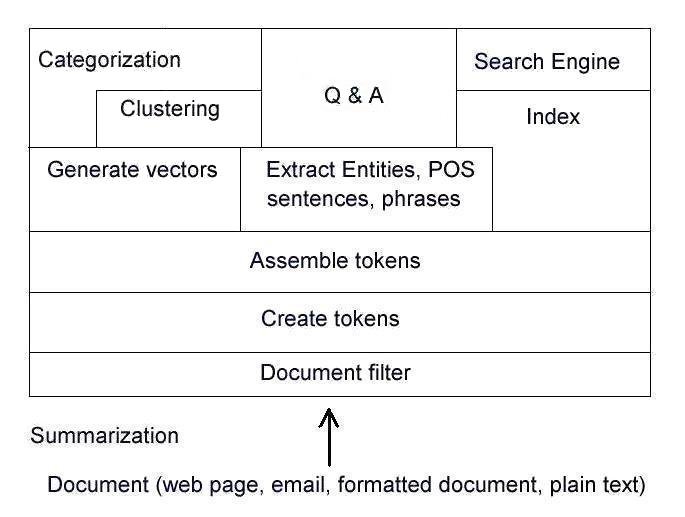 Categorization
Search Engine
Q & A
Clustering
Index
Generate vectors
Extract Entities, POS
sentences, phrases
Assemble tokens
Create tokens
Document filter
Summarization
Document (web page, email, formatted document, plain text)